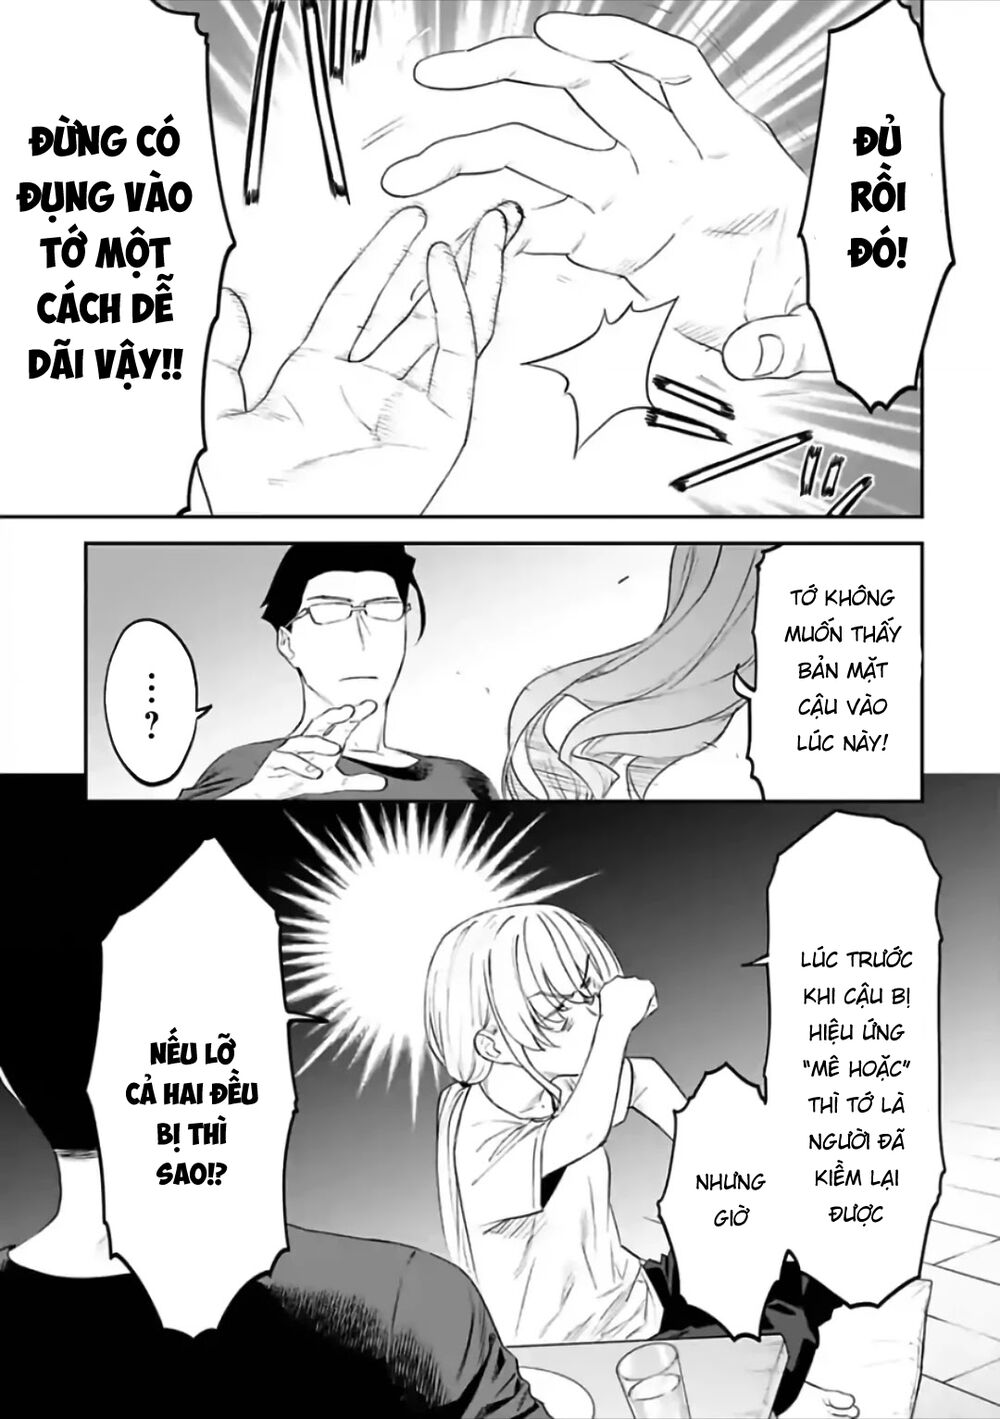 ĐỦ
RỒI
ĐÓ!
ĐỪNG CÓ
ĐỤNG VÀO
TỚ MỘT
CÁCH DỄ
DÃI VẬY!!
TỚ KHÔNG
MUỐN THẤY
BẢN MẶT
CẬU VÀO
LÚC NÀY!
...?
LÚC TRƯỚC
KHI CẬU BỊ
HIỆU ỨNG
"MÊ HOẶC"
THÌ TỚ LÀ
NGƯỜI ĐÃ
KIỀM LẠI
ĐƯỢC
NHƯNG
GIỜ
NẾU LỠ
CẢ HAI ĐỀU
BỊ THÌ
SAO!?